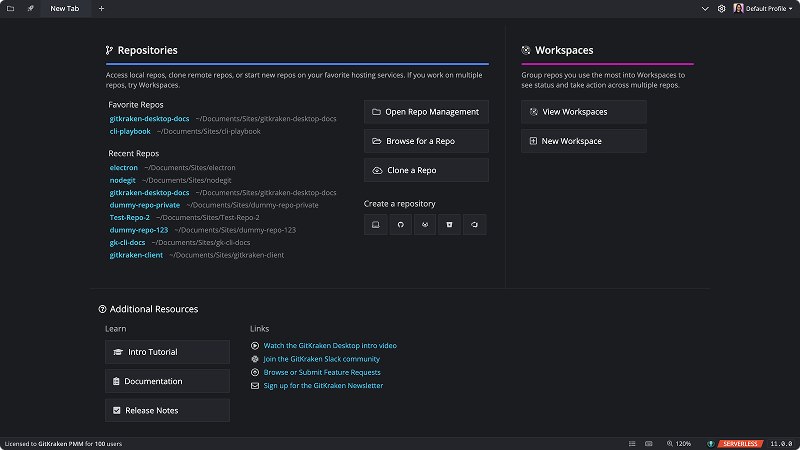 New Tab
Default Profile
Repositories
Access local repos, clone remote repos, or start new repos on your favorite hosting services. If you work on multiple
repos, try Workspaces.
Favorite Repos
gitkraken-desktop-docs ~/Documents/Sites/gitkraken-desktop-docs
cli-playbook ~/Documents/Sites/cli-playbook
Recent Repos
electron ~/Documents/Sites/electron
nodegit ~/Documents/Sites/nodegit
gitkraken-desktop-docs ~/Documents/Sites/gitkraken-desktop-docs
dummy-repo-private ~/Documents/Sites/dummy-repo-private
Test-Repo-2 ~/Documents/Sites/Test-Repo-2
dummy-repo-123 ~/Documents/Sites/dummy-repo-123
gk-cli-docs ~/Documents/Sites/gk-cli-docs
gitkraken-client ~/Documents/Sites/gitkraken-client
Open Repo Management
Browse for a Repo
Clone a Repo
Create a repository
Workspaces
Group repos you use the most into Workspaces to
see status and take action across multiple repos.
View Workspaces
New Workspace
Additional Resources
Learn
Intro Tutorial
Documentation
Release Notes
Links
Watch the GitKraken Desktop intro video
Join the GitKraken Slack community
Browse or Submit Feature Requests
Sign up for the GitKraken Newsletter
Licensed to GitKraken PMM for 100 users
120%
SERVERLESS
11.0.0